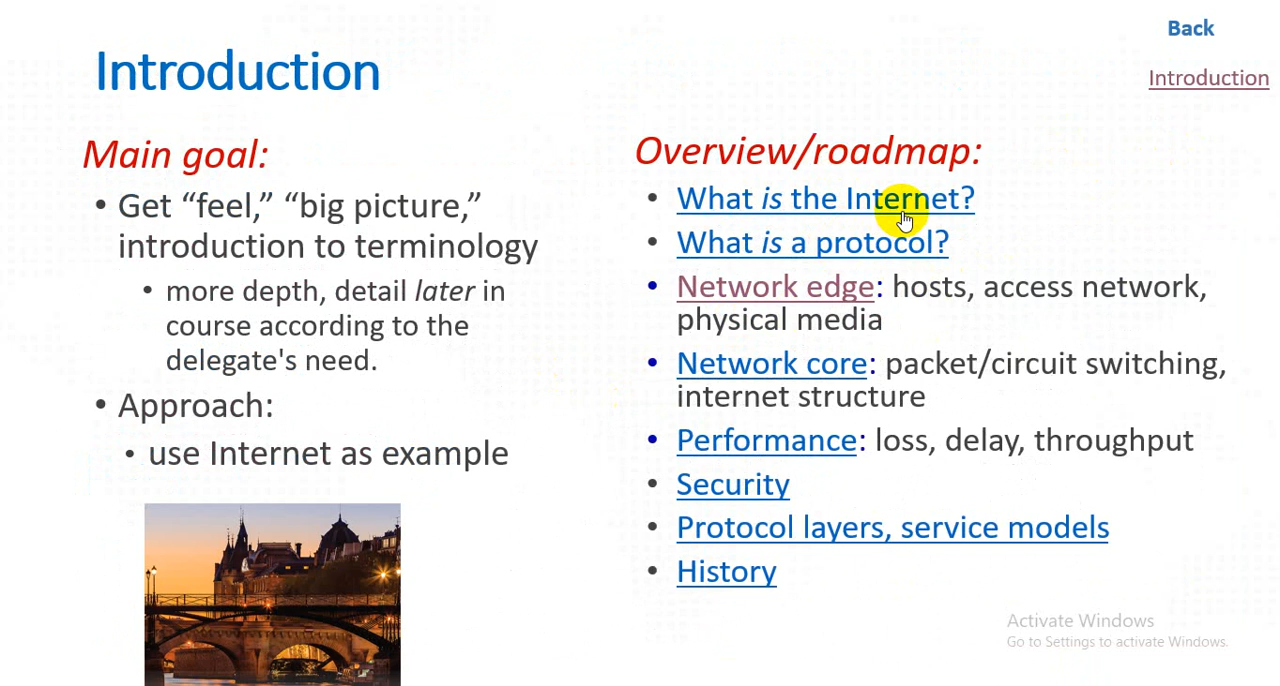 Back
Introduction
Introduction
Main goal:
• Get “feel,” “big picture,”
introduction to terminology
• more depth, detail later in
course according to the
delegate's need.
• Approach:
• use Internet as example
Overview/roadmap:
• What is the Internet?
• What is a protocol?
• Network edge: hosts, access network,
physical media
• Network core: packet/circuit switching,
internet structure
• Performance: loss, delay, throughput
• Security
• Protocol layers, service models
• History
Activate Windows
Go to Settings to activate Windows.